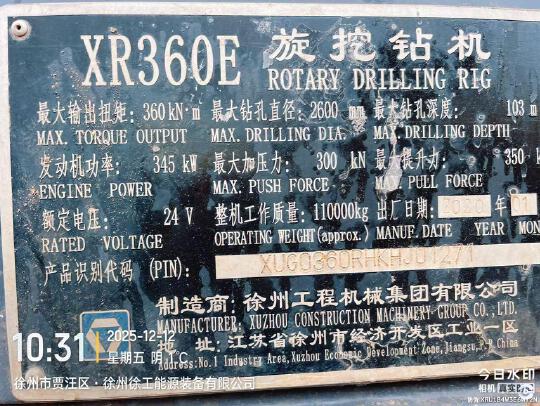 XR360E 旋挖钻机
ROTARY DRILLING RIG
最大输出扭矩: 360 kN·m 最大钻孔直径: 2600 mm 最大钻孔深度: 103 m
MAX. TORQUE OUTPUT MAX. DRILLING DIA. MAX. DRILLING DEPTH
发动机功率: 345 kW 最大加压力: 300 kN 最大提升力: 350 k
ENGINE POWER MAX. PUSH FORCE MAX PULL FORCE
额定电压: 24 V 整机工作质量: 110000kg 出厂日期: 2020 年 01
RATED VOLTAGE OPERATING WEIGHT(approx.) MANUF. DATE YEAR MON
产品识别代码 (PIN): XUG0360RHKHJ01271
制造商: 徐州工程机械集团有限公司
MANUFACTURER: XUZHOU CONSTRUCTION MACHINERY GROUP CO., LTD.
地 址: 江苏省徐州市经济开发区工业一区
Address:No.1 Industry Area, Xuzhou Economic Development Zone, Jiangsu, P.R.China
10:31
2025-12-12
星期五 阴 1°C
徐州市贾汪区·徐州徐工能源装备有限公司
今日水印
相机